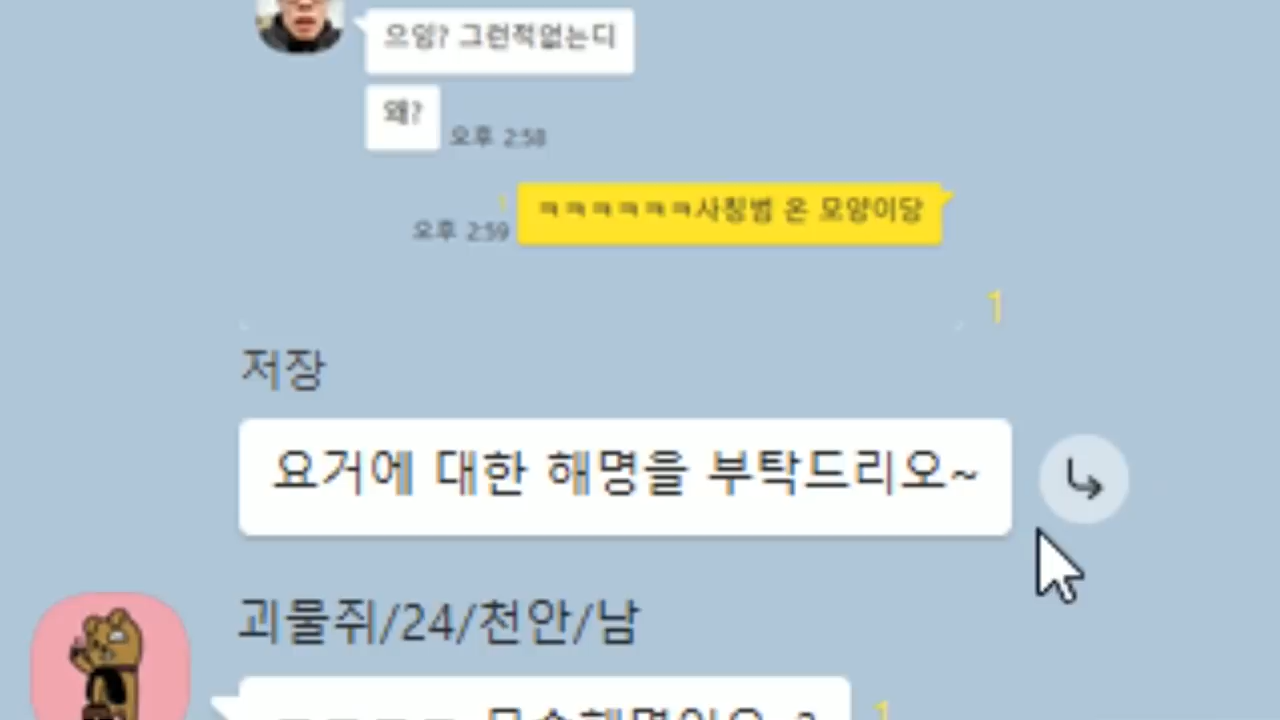 으잉? 그런적없는디
왜?
오후 2:58
1
ㅋㅋㅋㅋㅋㅋ사칭범 온 모양이당
오후 2:59
1
저장
요거에 대한 해명을 부탁드리오~
괴물쥐/24/천안/남
1